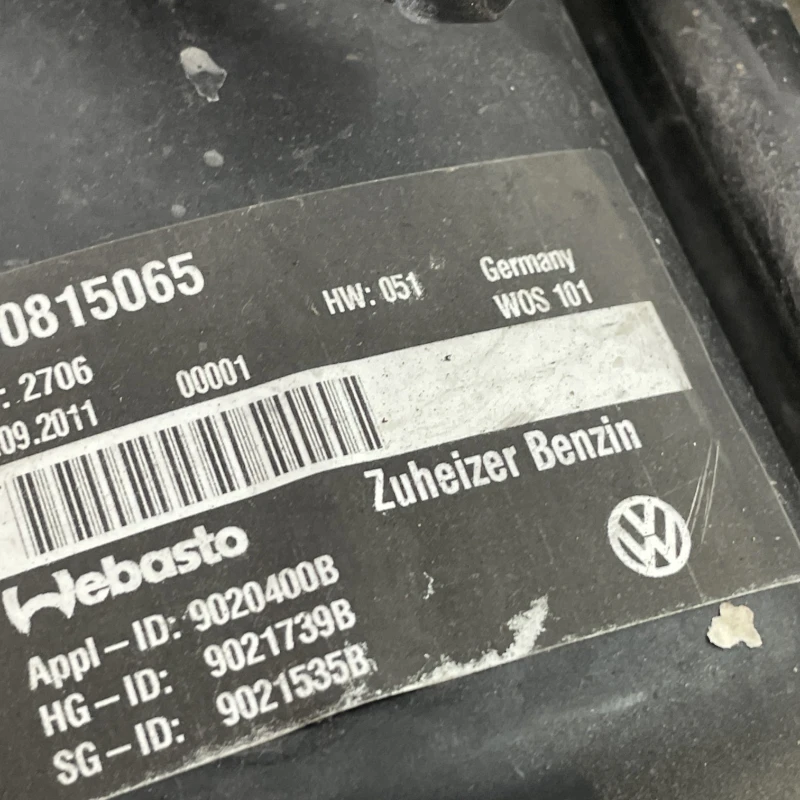 0815065
HW: 051
Germany
WOS 101
: 2706
00001
09.2011
Zuheizer Benzin
Webasto
Appl-ID: 9020400B
HG-ID: 9021739B
SG-ID: 9021535B